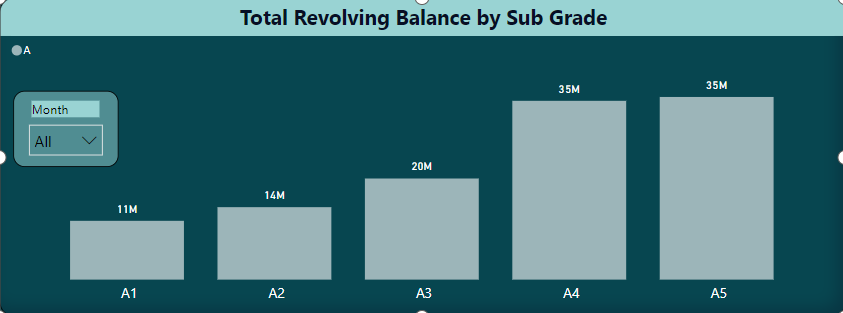 Total Revolving Balance by Sub Grade
A
Month
All
11M
14M
20M
35M
35M
A1
A2
A3
A4
A5